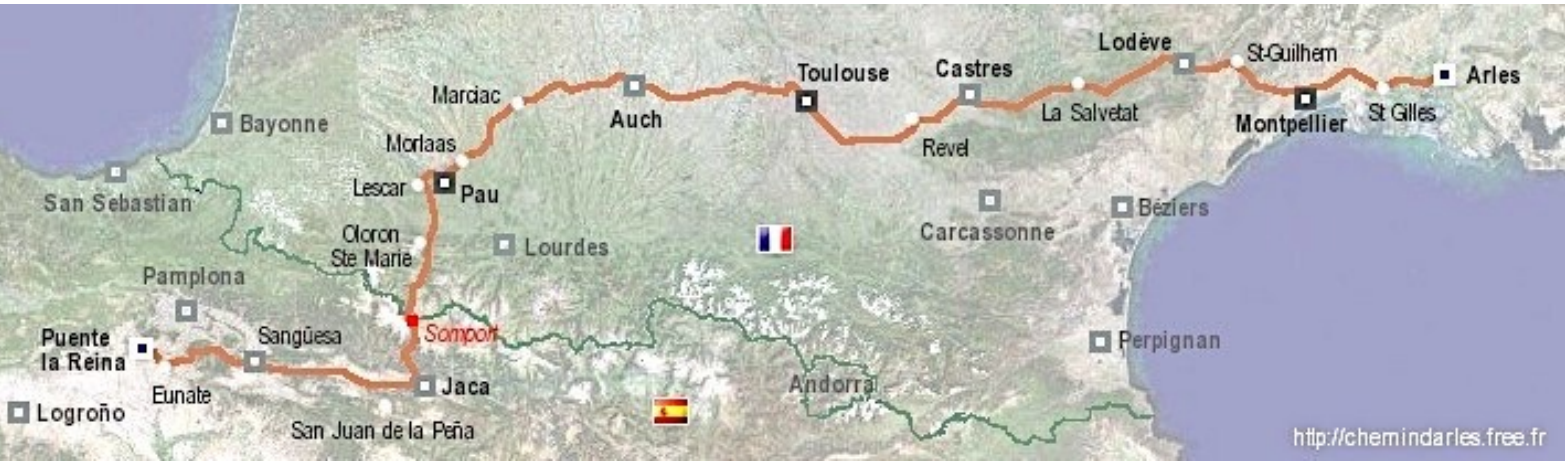 Lodève
St-Guilhem
Toulouse
Castres
Arles
Marciac
Auch
La Salvetat
Montpellier
St Gilles
Bayonne
Morlaas
Revel
Lescar
Pau
San Sebastian
Béziers
Carcassonne
Oloron
Ste Marie
Lourdes
Pamplona
Puente
la Reina
Sangüesa
Somport
Perpignan
Eunate
Jaca
Andorra
Logroño
San Juan de la Peña
http://chemindarles.free.fr